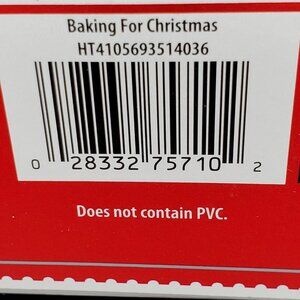 Baking For Christmas
HT4105693514036
0 28332 75710 2
Does not contain PVC.